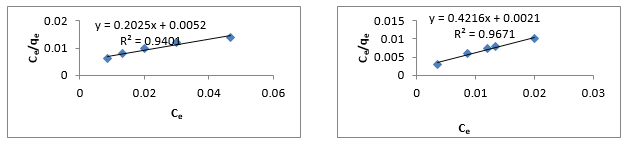 0.02
0.01
0
y = 0.2025x + 0.0052
R² = 0.9401
0
0.02
0.04
0.06
Ce/qe
Ce
0.015
0.01
0.005
0
y = 0.4216x + 0.0021
R² = 0.9671
0
0.01
0.02
0.03
Ce/qe
Ce